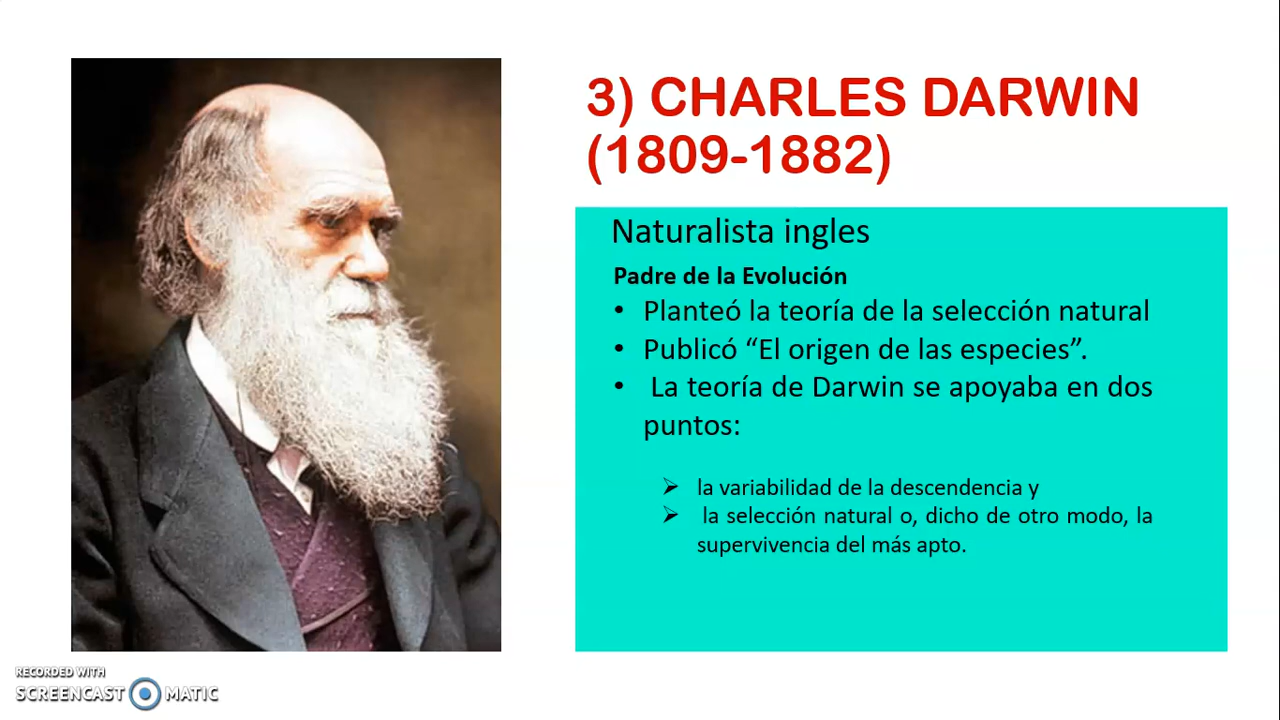 3) CHARLES DARWIN
(1809-1882)
Naturalista ingles
Padre de la Evolución
• Planteó la teoría de la selección natural
• Publicó “El origen de las especies”.
• La teoría de Darwin se apoyaba en dos
puntos:
➢ la variabilidad de la descendencia y
➢ la selección natural o, dicho de otro modo, la
supervivencia del más apto.
RECORDED WITH
SCREENCAST MATIC